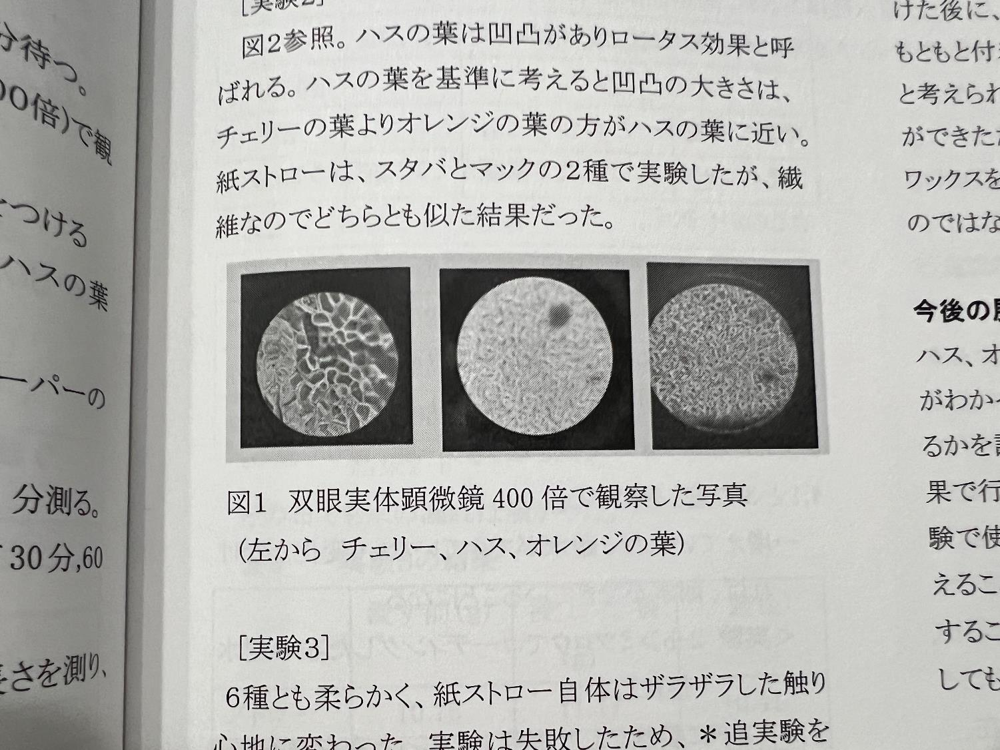 分待つ。
00倍)で観
つける
ハスの葉
ーパーの
分測る。
30分,60
さを測り、
[実験2]
図2参照。ハスの葉は凹凸がありロータス効果と呼
ばれる。ハスの葉を基準に考えると凹凸の大きさは、
チェリーの葉よりオレンジの葉の方がハスの葉に近い。
紙ストローは、スタバとマックの2種で実験したが、繊
維なのでどちらとも似た結果だった。
図1 双眼実体顕微鏡 400 倍で観察した写真
(左から チェリー、ハス、オレンジの葉)
[実験3]
6種とも柔らかく、紙ストロー自体はザラザラした触り
心地に変わった。実験は失敗したため、＊追実験を
けた後に、
もともと付
と考えられ
ができた
ワックスを
のではな
今後の
ハス、オ
がわか
るかを
果で行
験で使
えるこ
するこ
しても